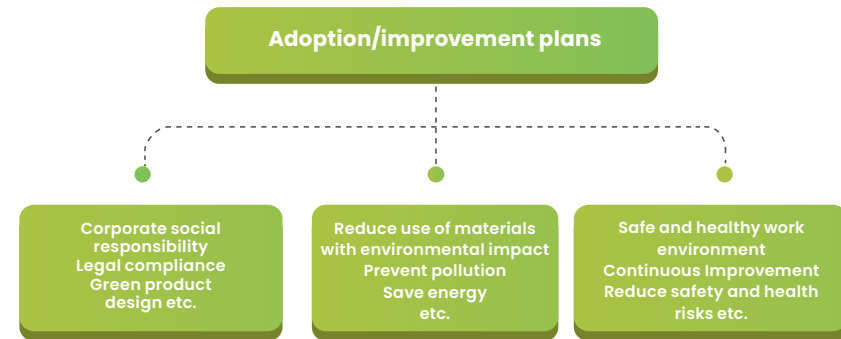 Adoption/improvement plans
Corporate social
responsibility
Legal compliance
Green product
design etc.
Reduce use of materials
with environmental impact
Prevent pollution
Save energy
etc.
Safe and healthy work
environment
Continuous Improvement
Reduce safety and health
risks etc.